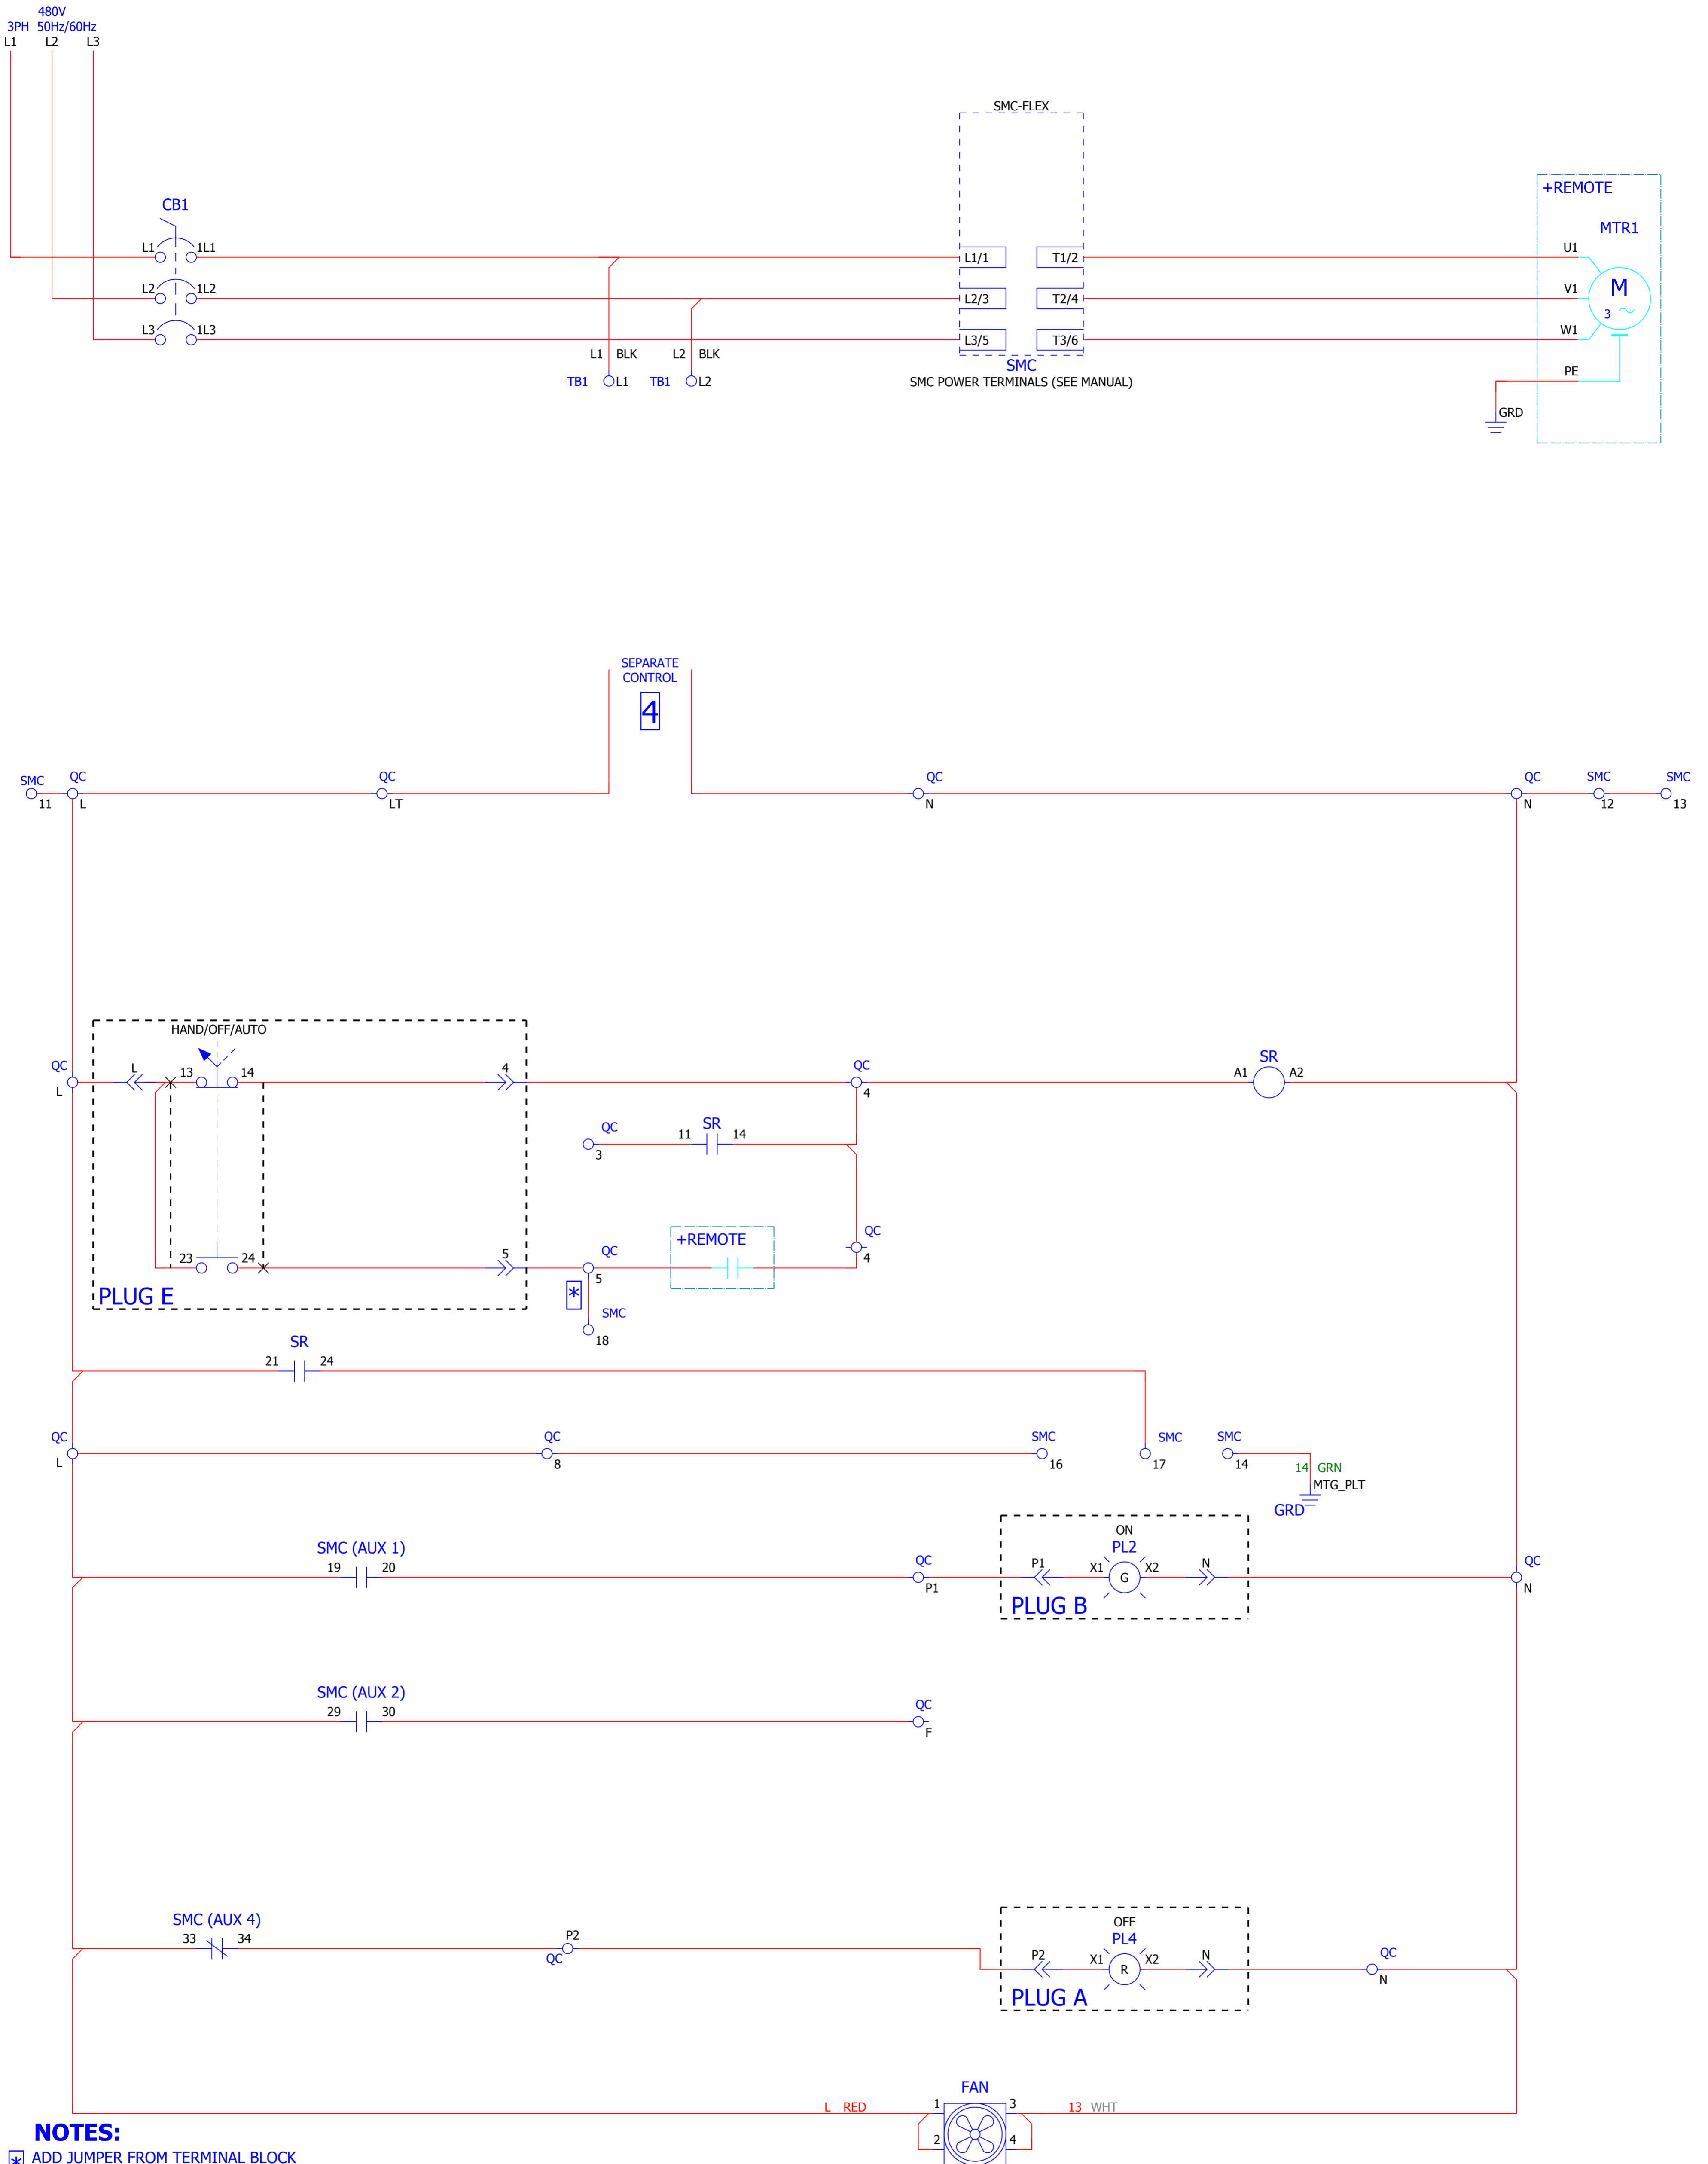 480V
3PH 50Hz/60Hz
L1 L2 L3
SMC-FLEX
+REMOTE
CB1
MTR1
L1 1L1 L1/1 T1/2 U1
L2 1L2 L2/3 T2/4 V1 M
3
L3 1L3 L3/5 T3/6 W1
L1 BLK L2 BLK
SMC
TB1 L1 TB1 L2
SMC POWER TERMINALS (SEE MANUAL)
PE
GRD
SEPARATE
CONTROL
4
SMC QC QC QC QC SMC SMC
11 L LT N N 12 13
HAND/OFF/AUTO
QC L 13 14 4 QC SR
A1 A2
L 4
QC 11 SR 14
3
+REMOTE QC
4
23 24 5 QC
5
PLUG E
*
SMC
18
SR
21 24
QC QC SMC SMC SMC
L 8 16 17 14
14 GRN
MTG_PLT
GRD
ON
SMC (AUX 1) PL2
19 20 QC P1 X1 G X2 N QC
P1 N
PLUG B
SMC (AUX 2)
29 30 QC
F
OFF
SMC (AUX 4) PL4
33 34 P2
QC
P2 X1 R X2 N QC
N
PLUG A
FAN
L RED 1 3 13 WHT
2 4
NOTES:
* ADD JUMPER FROM TERMINAL BLOCK